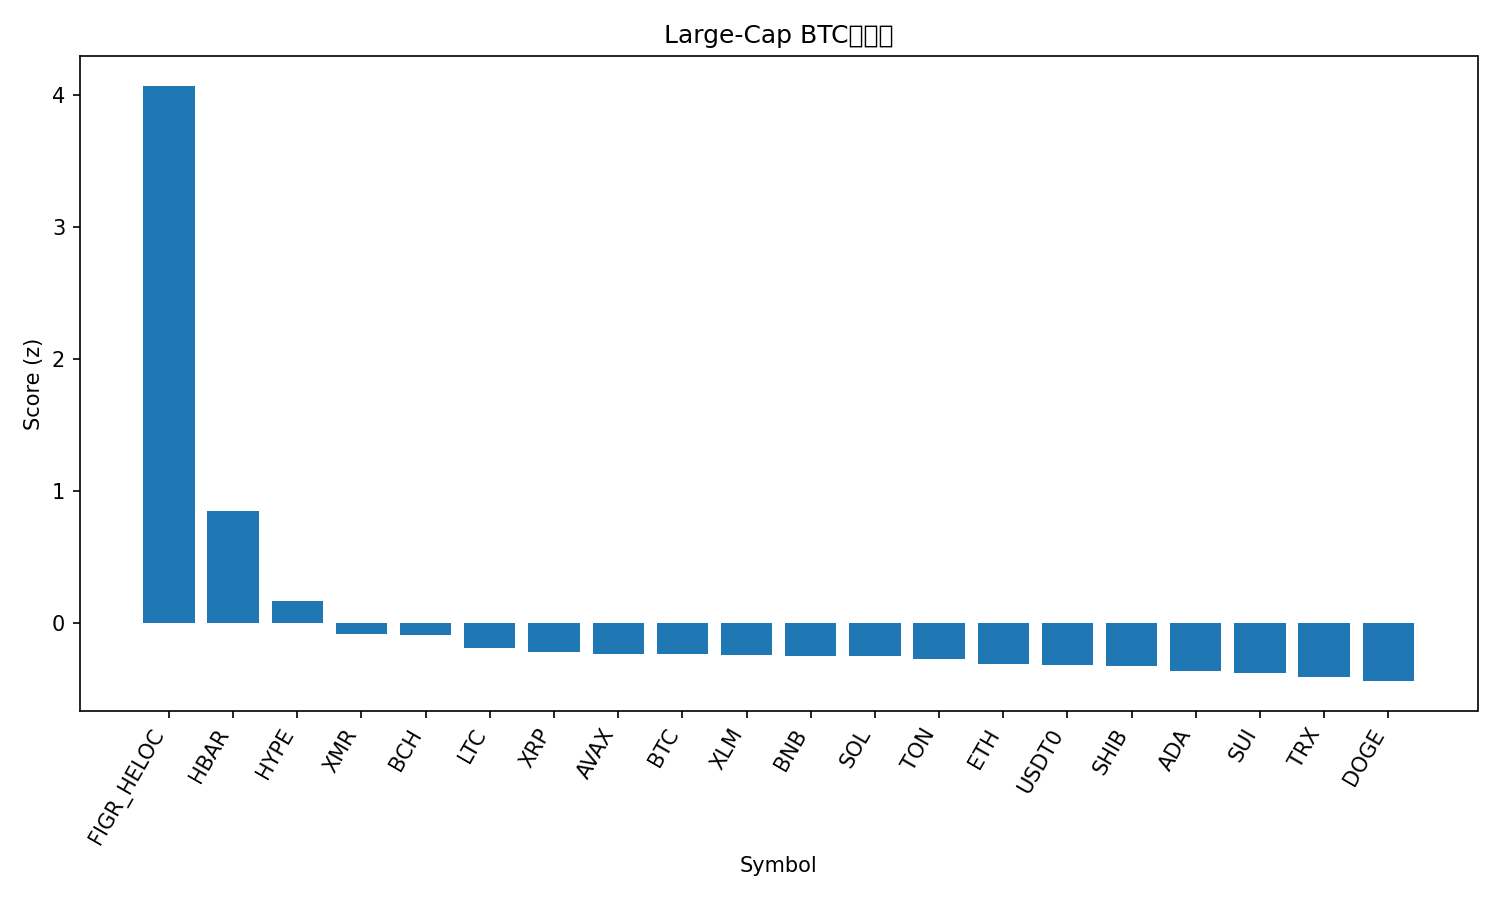 Large-Cap BTC
4
3
2
1
0
Score (z)
FIGR_HELOC
HBAR
HYPE
XMR
BCH
LTC
XRP
AVAX
BTC
XLM
BNB
SOL
TON
ETH
USDT0
SHIB
ADA
SUI
TRX
DOGE
Symbol